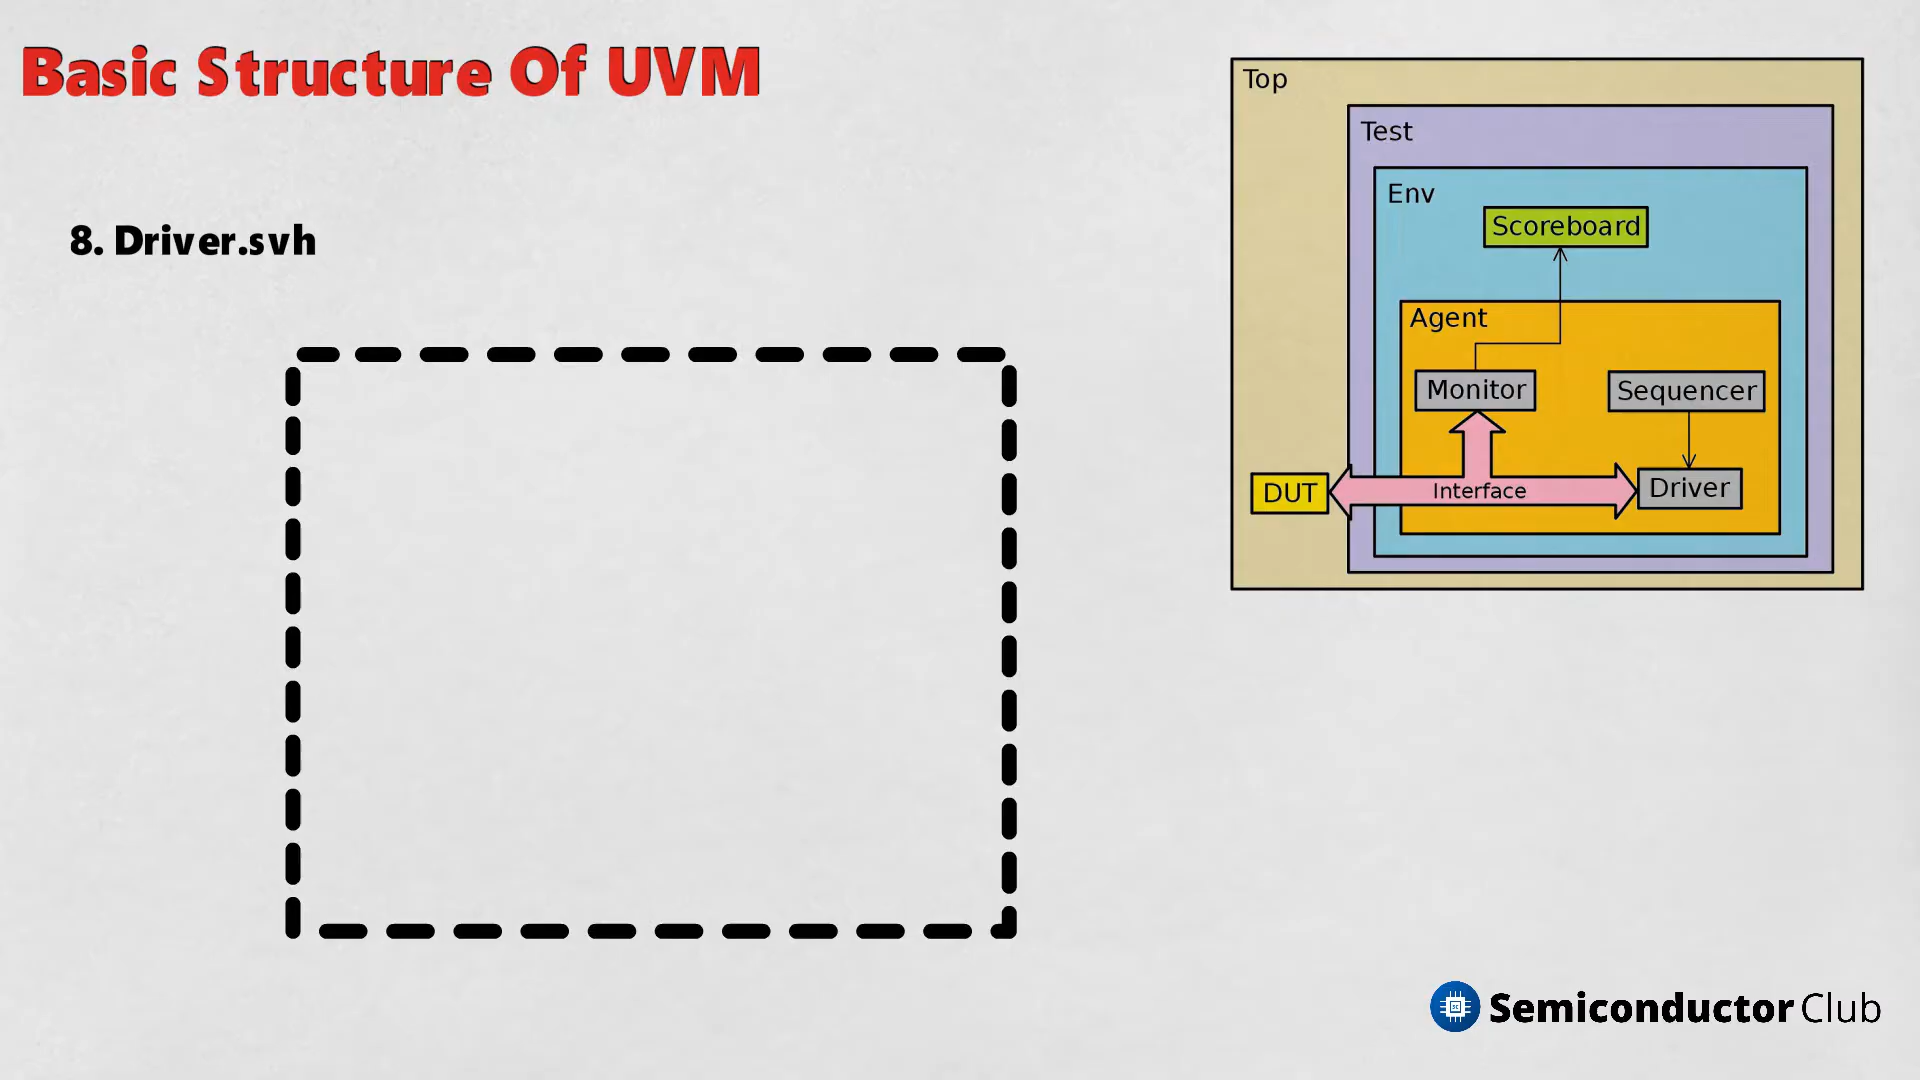 Basic Structure Of UVM
8. Driver.svh
Top
Test
Env
Scoreboard
Agent
Monitor
Sequencer
DUT
Interface
Driver
Semiconductor Club